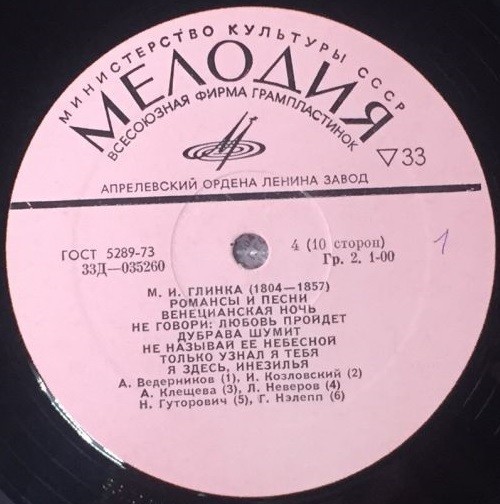 МИНИСТЕРСТВО КУЛЬТУРЫ СССР
МЕЛОДИЯ
ВСЕСОЮЗНАЯ ФИРМА ГРАМПЛАСТИНОК
▽33
АПРЕЛЕВСКИЙ ОРДЕНА ЛЕНИНА ЗАВОД
ГОСТ 5289-73
33Д—035260
4 (10 сторон)
Гр. 2. 1-00
1
М. И. ГЛИНКА (1804—1857)
РОМАНСЫ И ПЕСНИ
ВЕНЕЦИАНСКАЯ НОЧЬ
НЕ ГОВОРИ: ЛЮБОВЬ ПРОЙДЕТ
ДУБРАВА ШУМИТ
НЕ НАЗЫВАЙ ЕЕ НЕБЕСНОЙ
ТОЛЬКО УЗНАЛ Я ТЕБЯ
Я ЗДЕСЬ, ИНЕЗИЛЬЯ
А. Ведерников (1), И. Козловский (2)
А. Клещева (3), Л. Неверов (4)
Н. Гуторович (5), Г. Нэлепп (6)